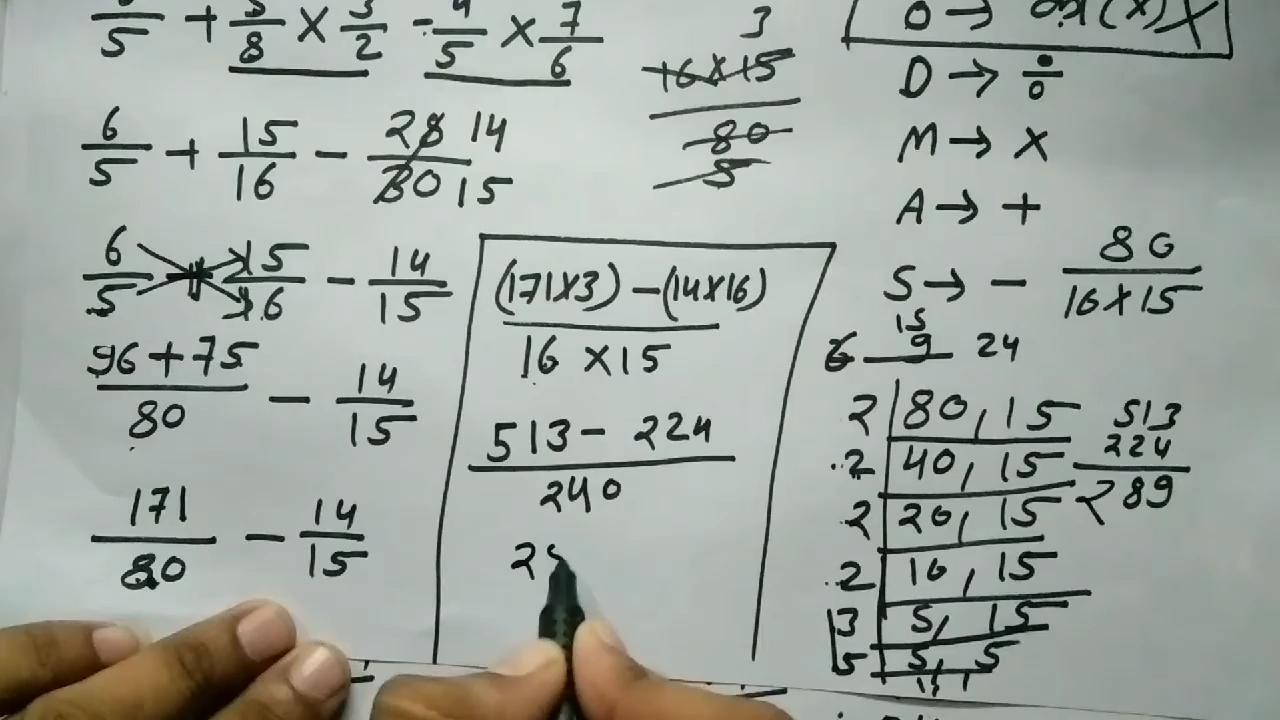 /5 + 5/8 × 3/2 - 4/5 × 7/6
6/5 + 15/16 - 28/30 14/15
6/5 + 15/16 - 14/15
96+75/80 - 14/15
171/80 - 14/15
3
16×15
80
5
(171×3)-(14×16)
16 ×15
513 - 224
240
28
O → का (×)
D → ÷
M → ×
A → +
S → - 80
16×15
15
6 9 24
2 80, 15
2 40, 15
2 20, 15
2 10, 15
3 5, 15
5 5, 5
1, 1
513
224
289